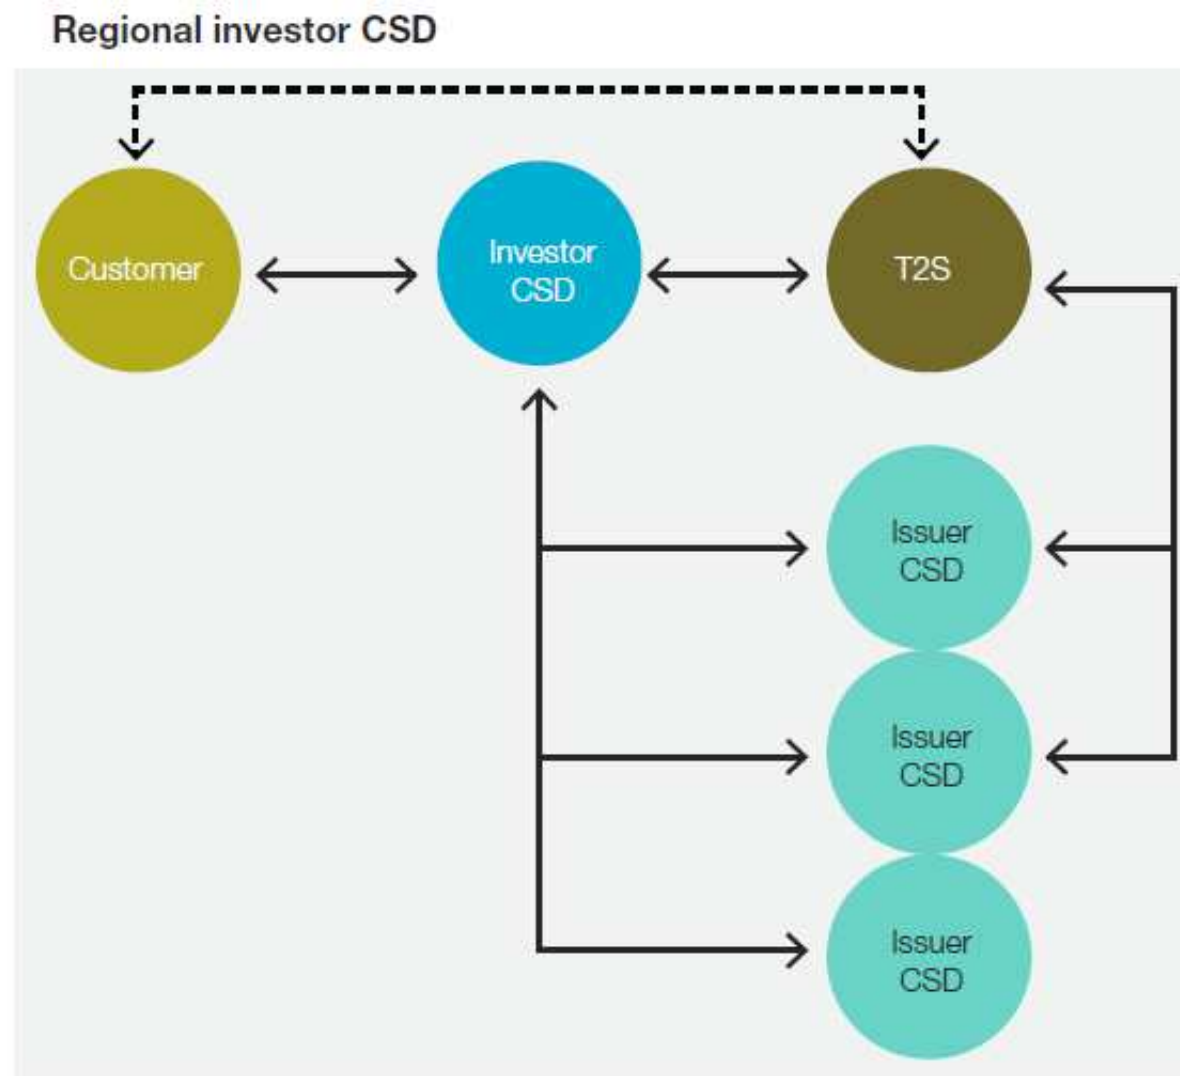 Regional investor CSD
Customer
Investor
CSD
T2S
Issuer
CSD
Issuer
CSD
Issuer
CSD